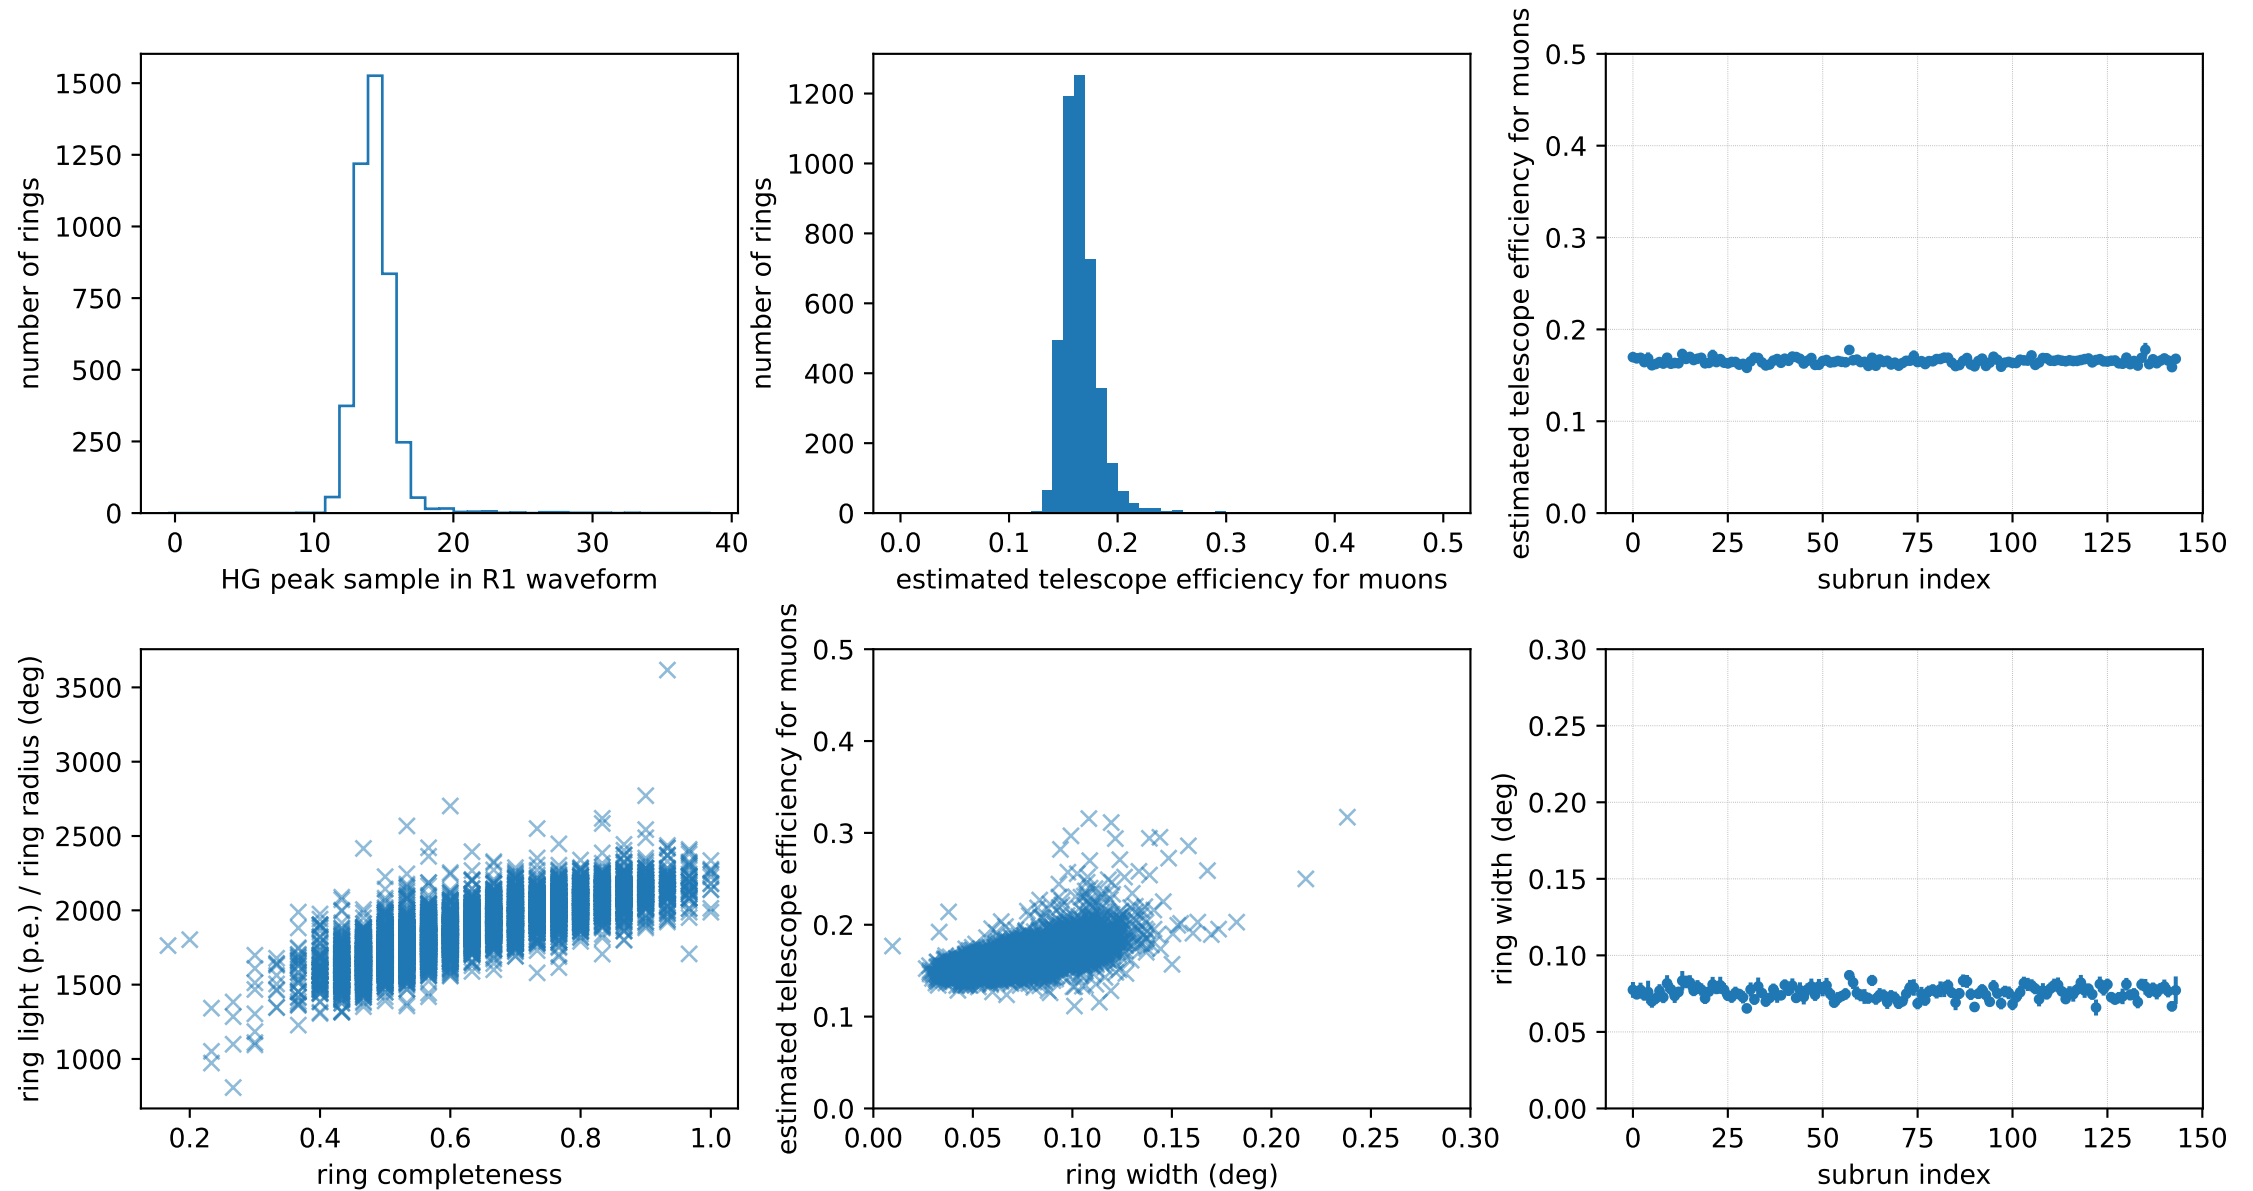 number of rings
1500
1250
1000
750
500
250
0
0 10 20 30 40
HG peak sample in R1 waveform
number of rings
1200
1000
800
600
400
200
0
0.0 0.1 0.2 0.3 0.4 0.5
estimated telescope efficiency for muons
estimated telescope efficiency for muons
0.5
0.4
0.3
0.2
0.1
0.0
0 25 50 75 100 125 150
subrun index
ring light (p.e.) / ring radius (deg)
3500
3000
2500
2000
1500
1000
0.2 0.4 0.6 0.8 1.0
ring completeness
estimated telescope efficiency for muons
0.5
0.4
0.3
0.2
0.1
0.0
0.00 0.05 0.10 0.15 0.20 0.25 0.30
ring width (deg)
ring width (deg)
0.30
0.25
0.20
0.15
0.10
0.05
0.00
0 25 50 75 100 125 150
subrun index